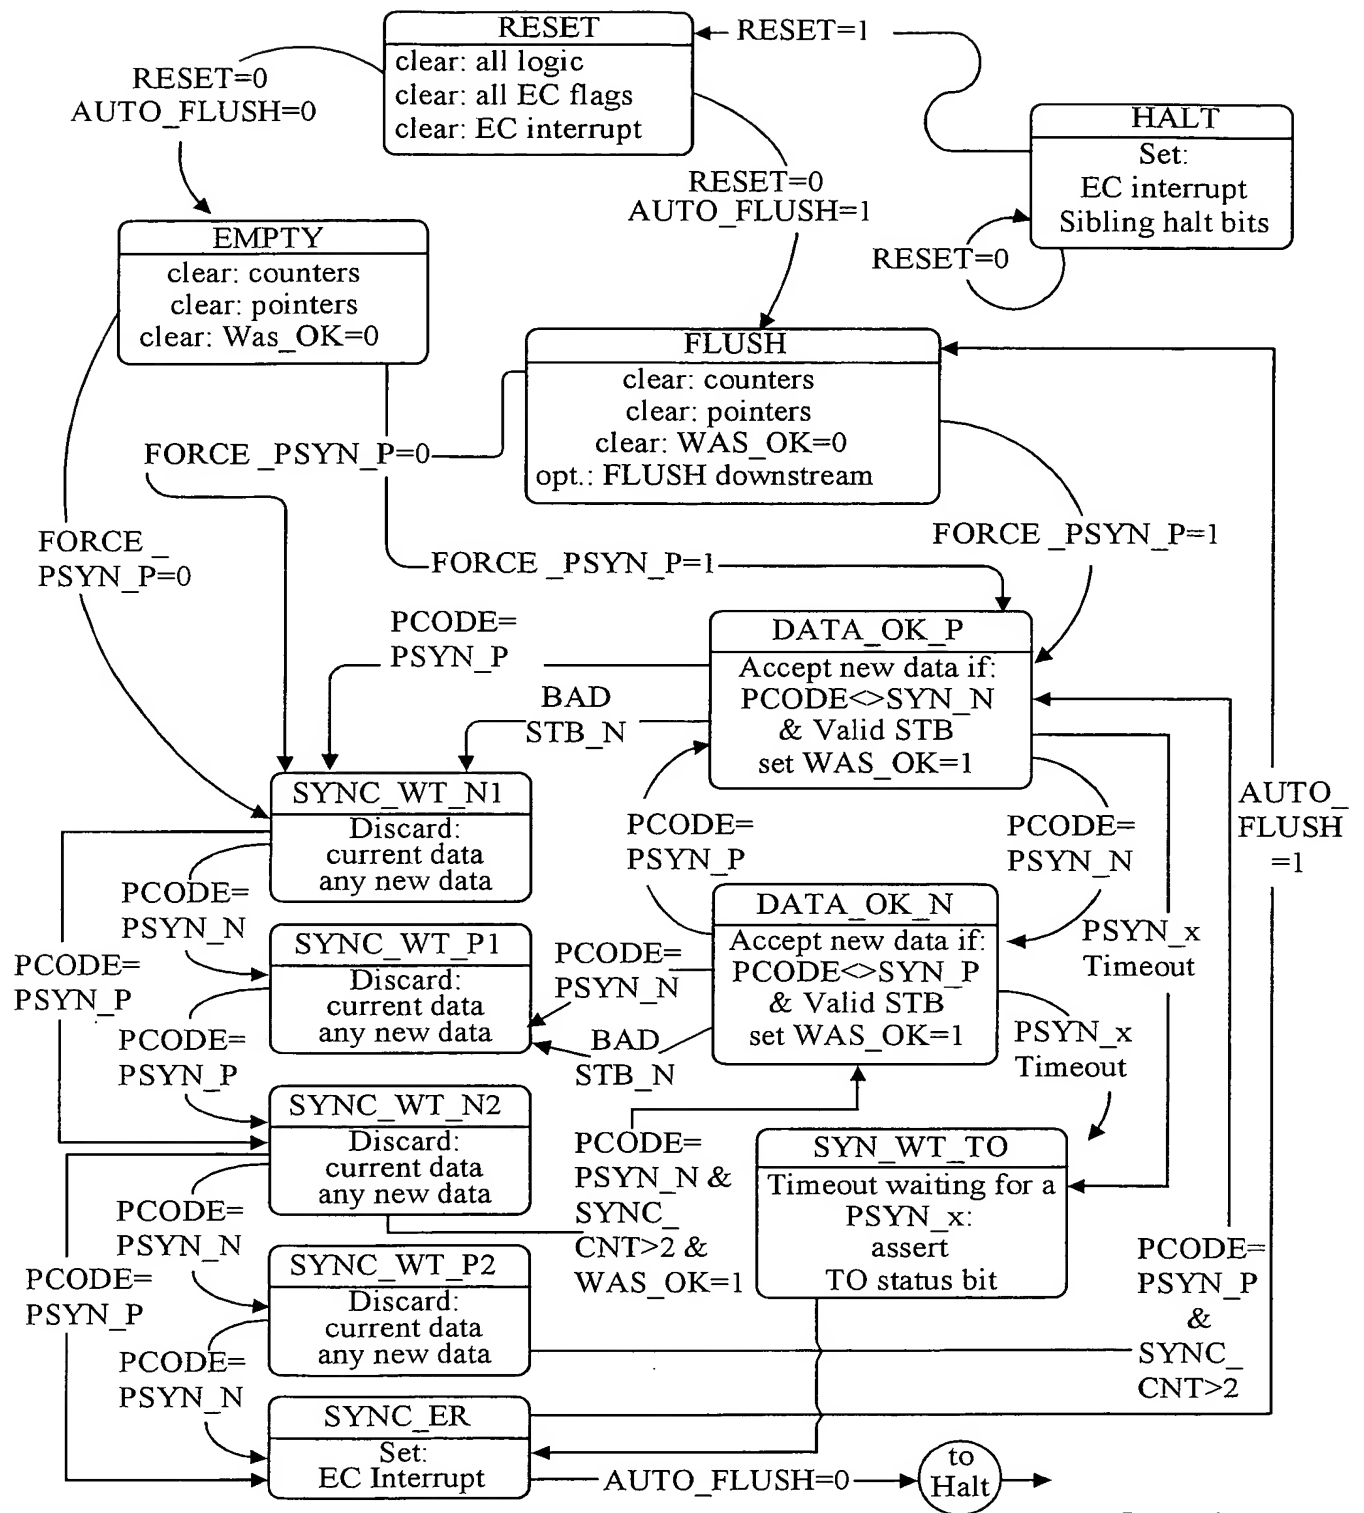 RESET
clear: all logic
clear: all EC flags
clear: EC interrupt
RESET=1
RESET=0
AUTO_FLUSH=0
HALT
Set:
EC interrupt
Sibling halt bits
RESET=0
RESET=0
AUTO_FLUSH=1
EMPTY
clear: counters
clear: pointers
clear: Was_OK=0
FLUSH
clear: counters
clear: pointers
clear: WAS_OK=0
opt.: FLUSH downstream
FORCE _PSYN_P=0
FORCE _
PSYN_P=0
FORCE _PSYN_P=1
FORCE _PSYN_P=1
PCODE=
PSYN_P
BAD
STB_N
DATA_OK_P
Accept new data if:
PCODE<>SYN_N
& Valid STB
set WAS_OK=1
SYNC_WT_N1
Discard:
current data
any new data
PCODE=
PSYN_P
PCODE=
PSYN_N
AUTO_
FLUSH
=1
PCODE=
PSYN_N
DATA_OK_N
Accept new data if:
PCODE<>SYN_P
& Valid STB
set WAS_OK=1
PSYN_x
Timeout
SYNC_WT_P1
Discard:
current data
any new data
PCODE=
PSYN_N
PCODE=
PSYN_P
BAD
STB_N
PSYN_x
Timeout
PCODE=
PSYN_P
SYNC_WT_N2
Discard:
current data
any new data
PCODE=
PSYN_N &
SYNC_
CNT>2 &
WAS_OK=1
SYN_WT_TO
Timeout waiting for a
PSYN_x:
assert
TO status bit
PCODE=
PSYN_N
PCODE=
PSYN_P
SYNC_WT_P2
Discard:
current data
any new data
PCODE=
PSYN_P
&
SYNC_
CNT>2
PCODE=
PSYN_N
SYNC_ER
Set:
EC Interrupt
AUTO_FLUSH=0
to
Halt